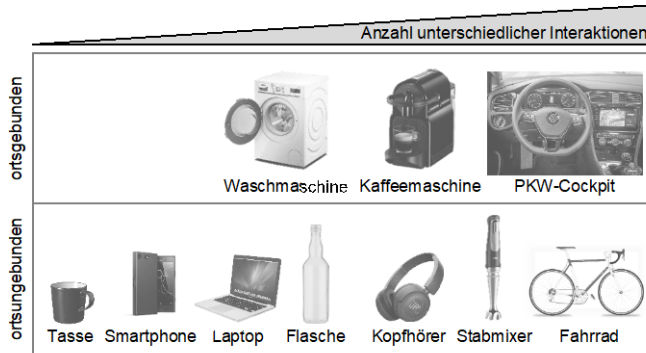 Anzahl unterschiedlicher Interaktionen
ortsgebunden
Waschmaschine Kaffeemaschine PKW-Cockpit
ortsungebunden
Tasse Smartphone Laptop Flasche Kopfhörer Stabmixer Fahrrad